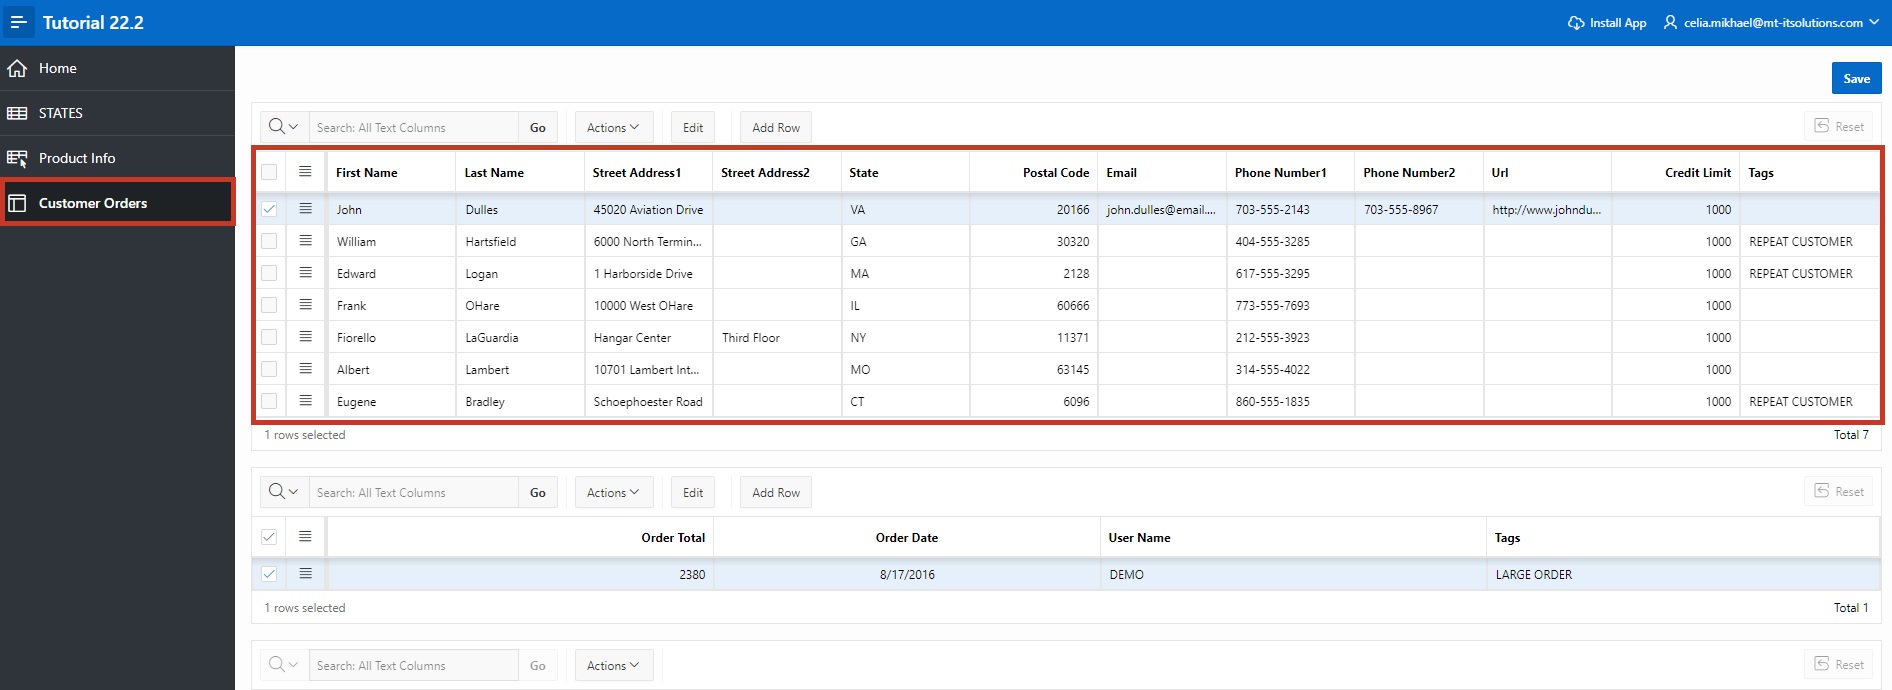 Tutorial 22.2
Install App celia.mikhael@mt-itsolutions.com
Home
STATES
Product Info
Customer Orders
Save
Search: All Text Columns Go Actions Edit Add Row Reset
First Name Last Name Street Address1 Street Address2 State Postal Code Email Phone Number1 Phone Number2 Url Credit Limit Tags
John Dulles 45020 Aviation Drive VA 20166 john.dulles@email.... 703-555-2143 703-555-8967 http://www.johndu... 1000
William Hartsfield 6000 North Termin... GA 30320 404-555-3285 1000 REPEAT CUSTOMER
Edward Logan 1 Harborside Drive MA 2128 617-555-3295 1000 REPEAT CUSTOMER
Frank OHare 10000 West OHare IL 60666 773-555-7693 1000
Fiorello LaGuardia Hangar Center Third Floor NY 11371 212-555-3923 1000
Albert Lambert 10701 Lambert Int... MO 63145 314-555-4022 1000
Eugene Bradley Schoephoester Road CT 6096 860-555-1835 1000 REPEAT CUSTOMER
1 rows selected Total 7
Search: All Text Columns Go Actions Edit Add Row Reset
Order Total Order Date User Name Tags
2380 8/17/2016 DEMO LARGE ORDER
1 rows selected Total 1
Search: All Text Columns Go Actions Reset